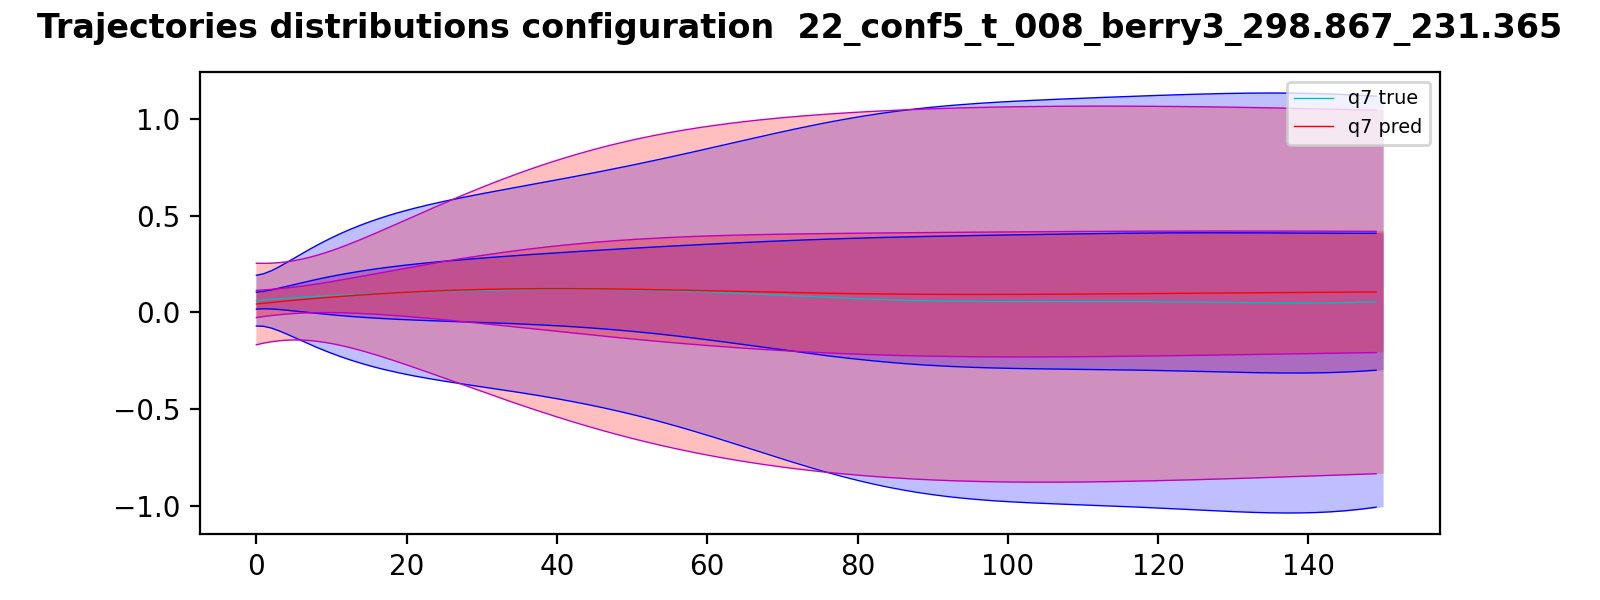 Trajectories distributions configuration  22_conf5_t_008_berry3_298.867_231.365
q7 true
q7 pred
1.0
0.5
0.0
−0.5
−1.0
0 20 40 60 80 100 120 140